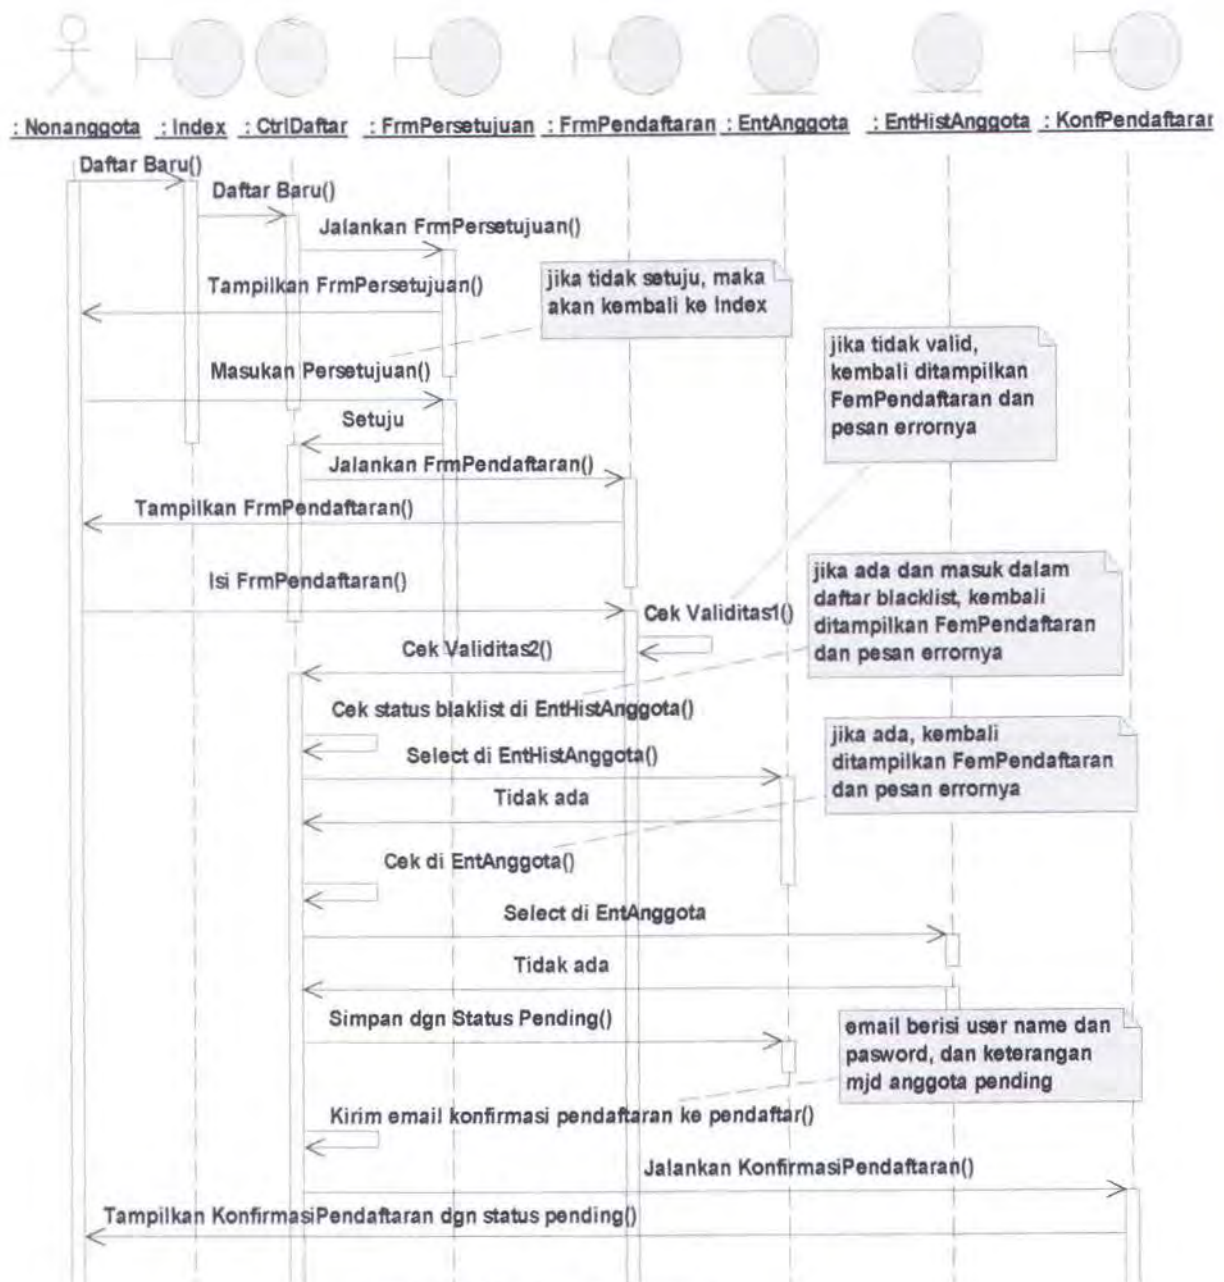 : Nonanggota : Index : CtrlDaftar : FrmPersetujuan : FrmPendaftaran : EntAnggota : EntHistAnggota : KonfPendaftarar
Daftar Baru()
Daftar Baru()
Jalankan FrmPersetujuan()
Tampilkan FrmPersetujuan()
jika tidak setuju, maka
akan kembali ke Index
Masukan Persetujuan()
jika tidak valid,
kembali ditampilkan
FemPendaftaran dan
pesan errornya
Setuju
Jalankan FrmPendaftaran()
Tampilkan FrmPendaftaran()
Isi FrmPendaftaran()
Cek Validitas1()
jika ada dan masuk dalam
daftar blacklist, kembali
ditampilkan FemPendaftaran
dan pesan errornya
Cek Validitas2()
Cek status blaklist di EntHistAnggota()
Select di EntHistAnggota()
jika ada, kembali
ditampilkan FemPendaftaran
dan pesan errornya
Tidak ada
Cek di EntAnggota()
Select di EntAnggota
Tidak ada
Simpan dgn Status Pending()
email berisi user name dan
pasword, dan keterangan
mjd anggota pending
Kirim email konfirmasi pendaftaran ke pendaftar()
Jalankan KonfirmasiPendaftaran()
Tampilkan KonfirmasiPendaftaran dgn status pending()